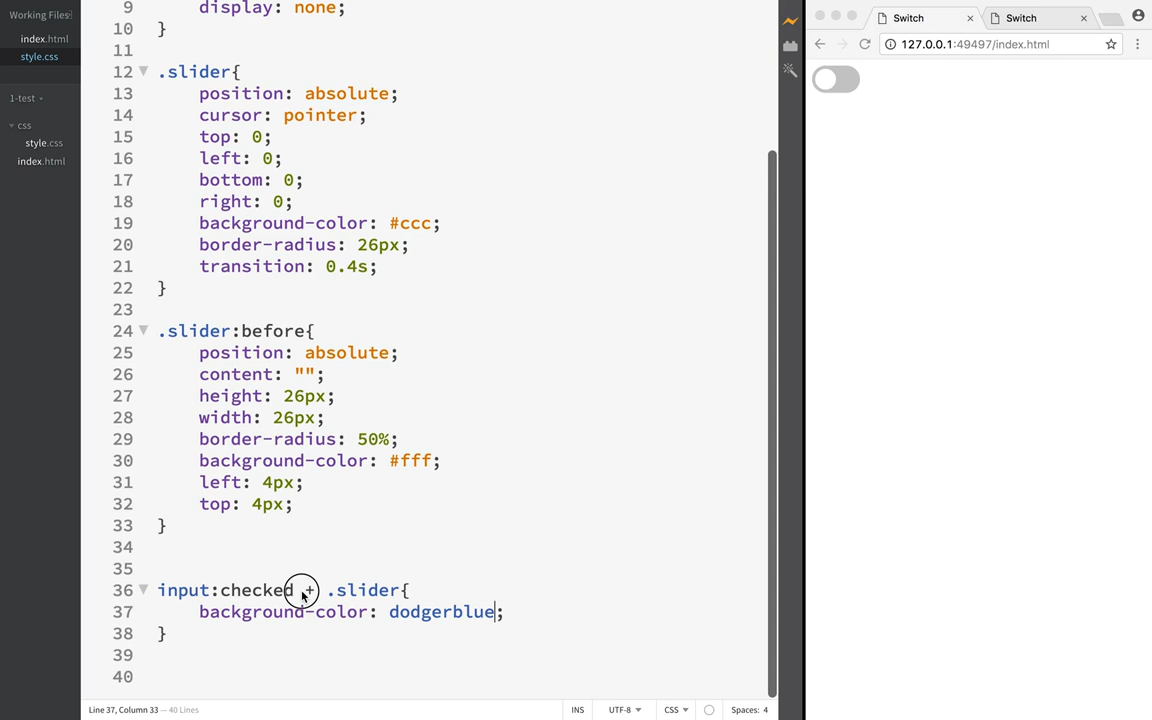 Working Files
index.html
style.css
1-test
css
style.css
index.html
9 display: none;
10 }
11
12 .slider{
13 position: absolute;
14 cursor: pointer;
15 top: 0;
16 left: 0;
17 bottom: 0;
18 right: 0;
19 background-color: #ccc;
20 border-radius: 26px;
21 transition: 0.4s;
22 }
23
24 .slider:before{
25 position: absolute;
26 content: "";
27 height: 26px;
28 width: 26px;
29 border-radius: 50%;
30 background-color: #fff;
31 left: 4px;
32 top: 4px;
33 }
34
35
36 input:checked + .slider{
37 background-color: dodgerblue;
38 }
39
40
Line 37, Column 33 — 40 Lines
INS UTF-8 CSS Spaces: 4
Switch Switch
127.0.0.1:49497/index.html